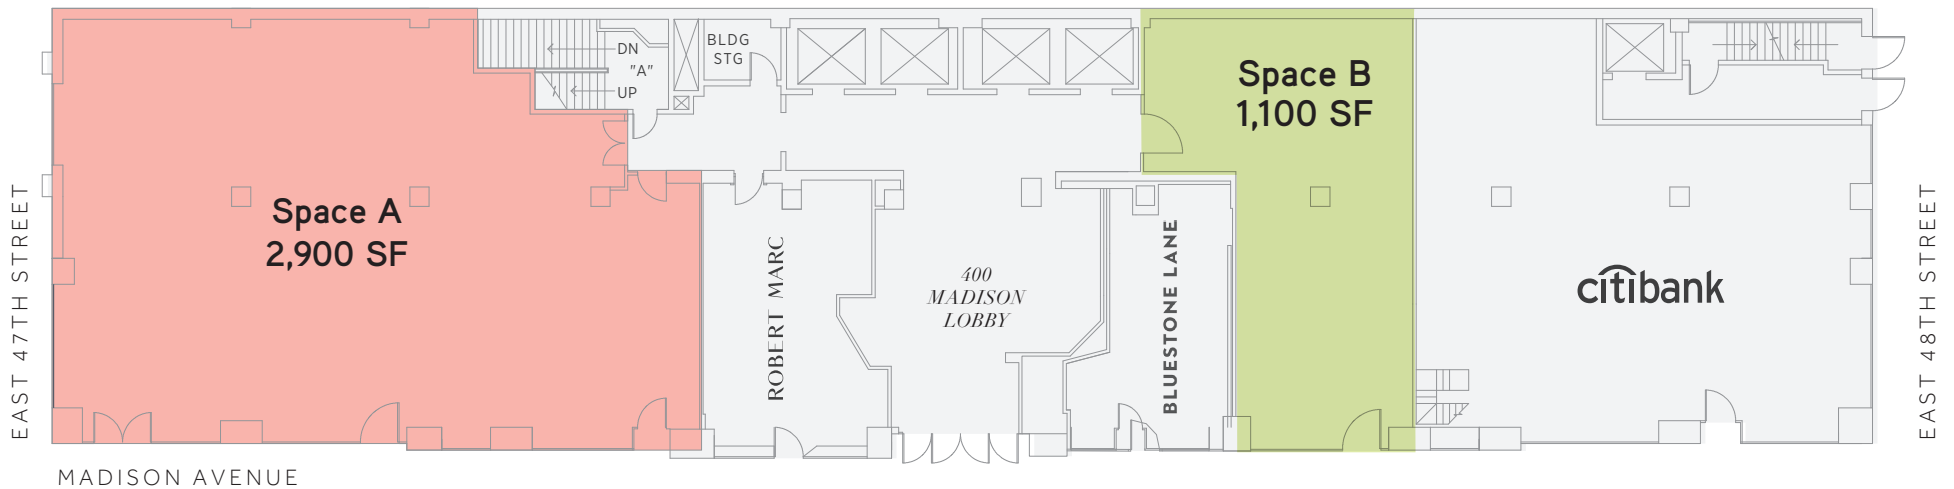 DN
"A"
UP
BLDG
STG
Space A
2,900 SF
ROBERT MARC
400
MADISON
LOBBY
BLUESTONE LANE
Space B
1,100 SF
citibank
EAST 47TH STREET
EAST 48TH STREET
MADISON AVENUE